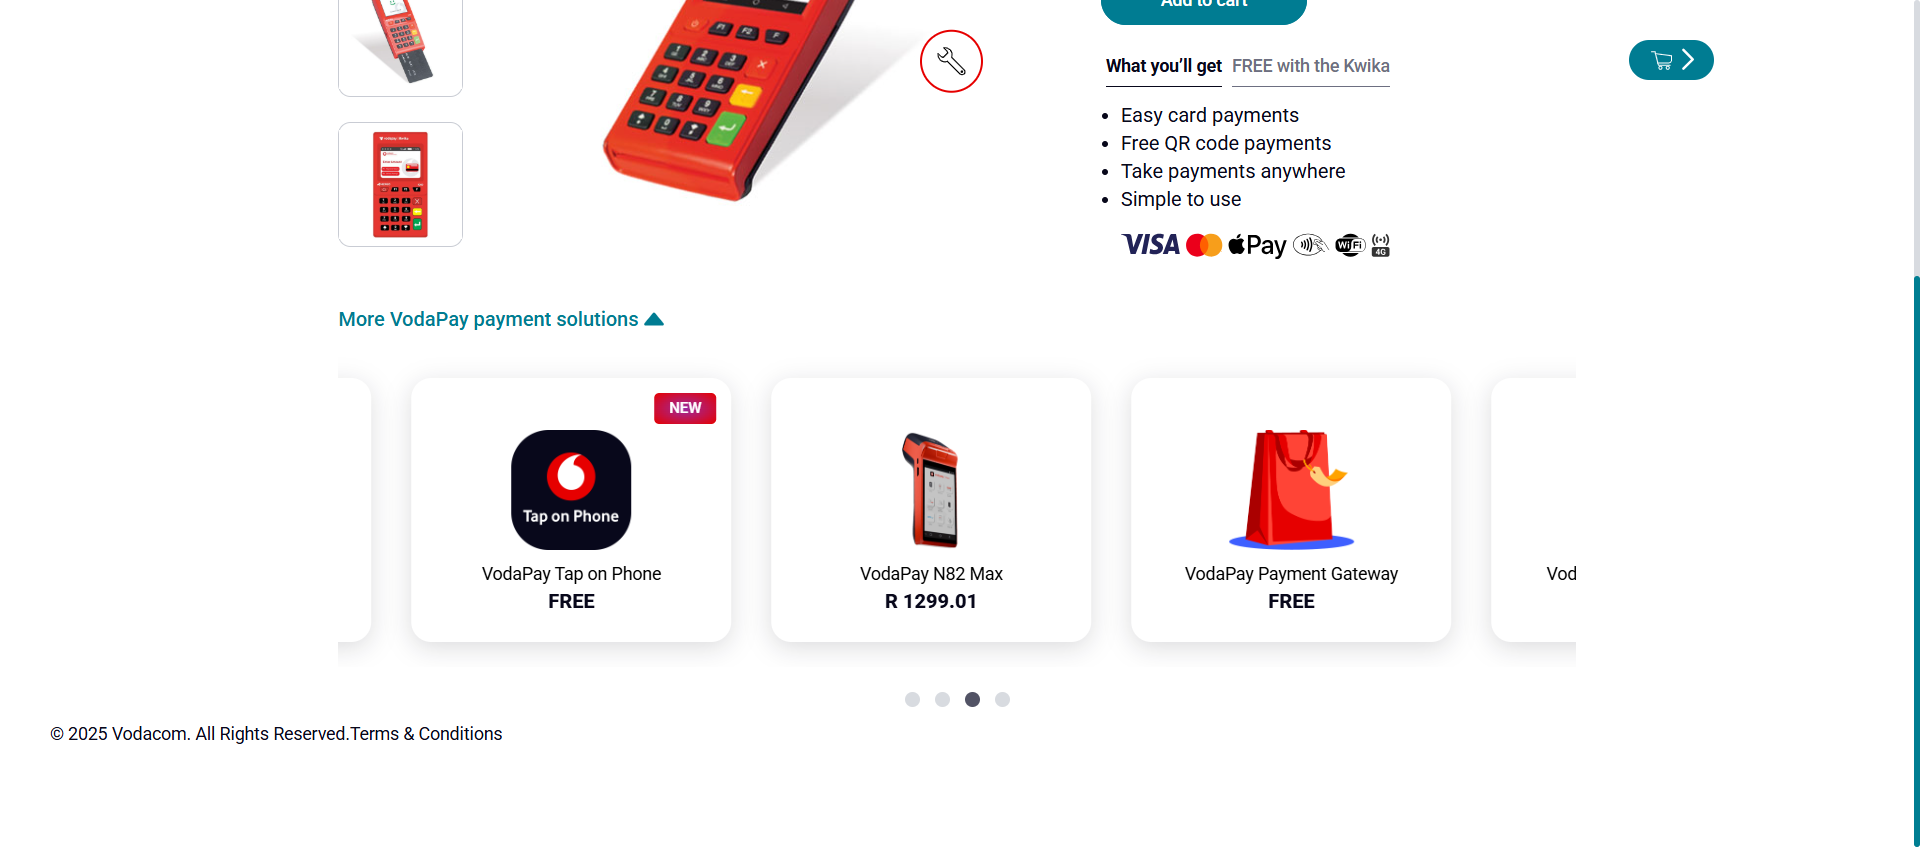 Add to cart
What you’ll get FREE with the Kwika
Easy card payments
Free QR code payments
Take payments anywhere
Simple to use
VISA Pay WiFi 4G
More VodaPay payment solutions
NEW
Tap on Phone
VodaPay Tap on Phone
FREE
VodaPay N82 Max
R 1299.01
VodaPay Payment Gateway
FREE
Vod
© 2025 Vodacom. All Rights Reserved.Terms & Conditions